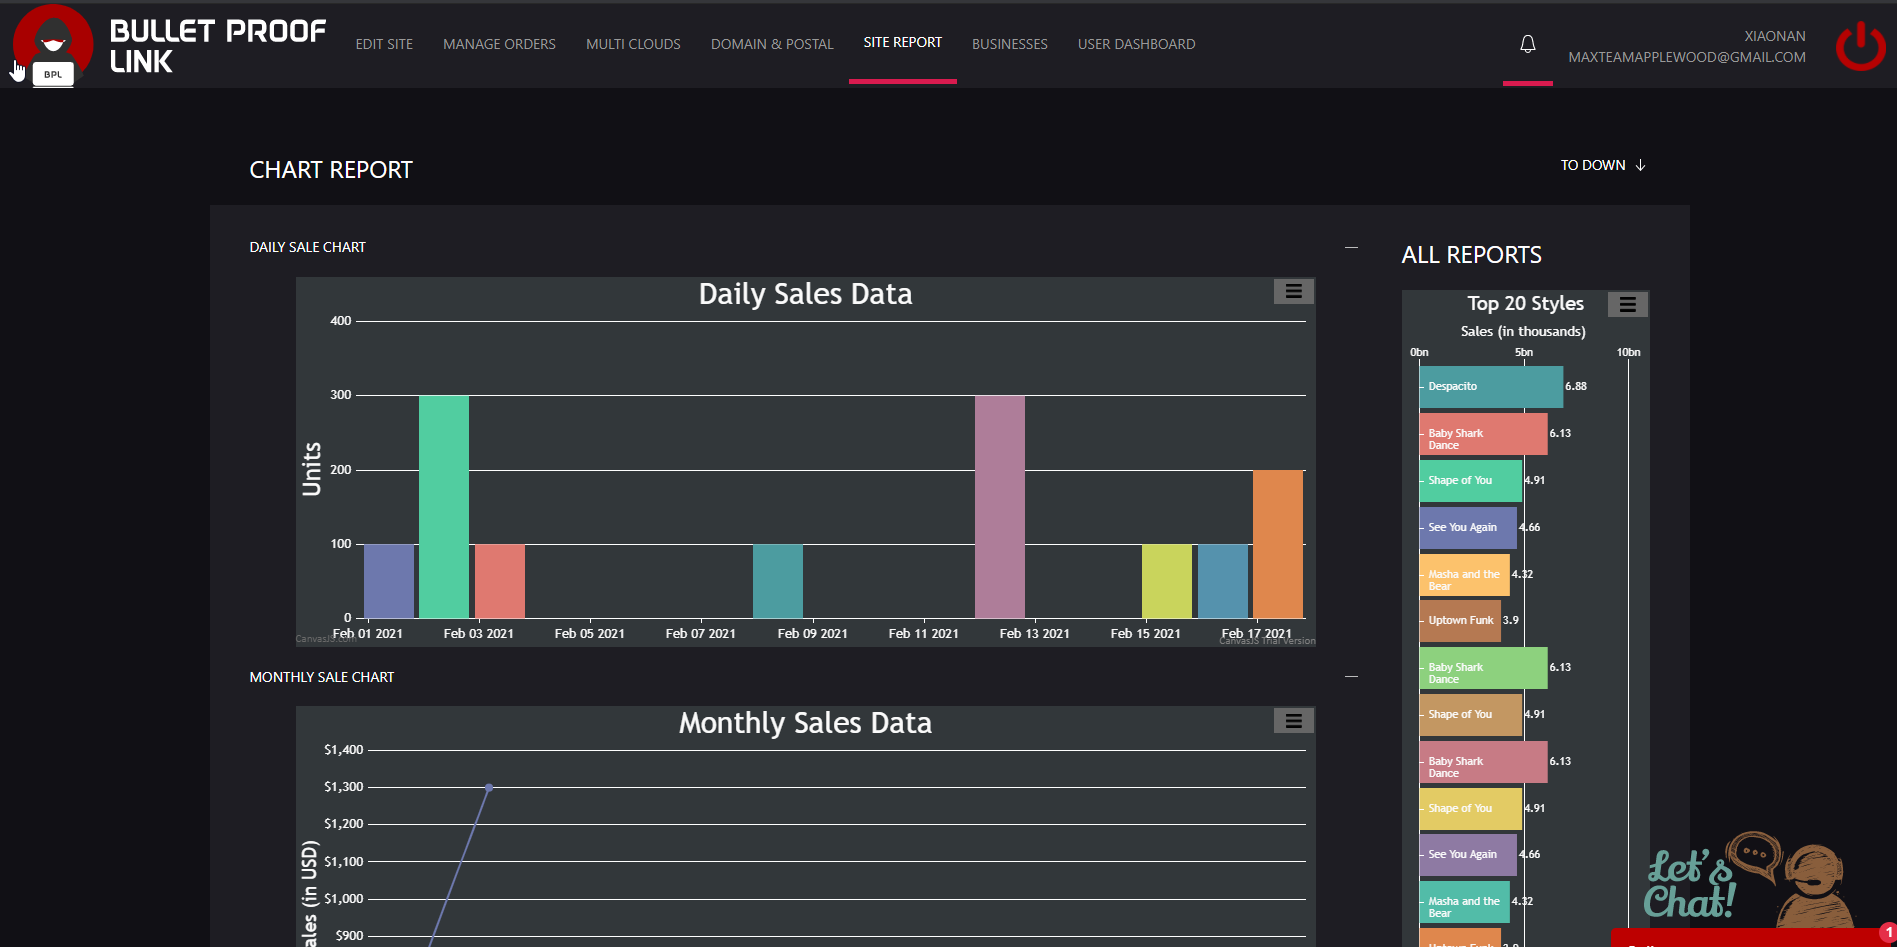 BULLET PROOF
LINK
BPL
EDIT SITE
MANAGE ORDERS
MULTI CLOUDS
DOMAIN & POSTAL
SITE REPORT
BUSINESSES
USER DASHBOARD
XIAONAN
MAXTEAMAPPLEWOOD@GMAIL.COM
CHART REPORT
TO DOWN ↓
DAILY SALE CHART
Daily Sales Data
400
300
200
100
0
Units
Feb 01 2021
Feb 03 2021
Feb 05 2021
Feb 07 2021
Feb 09 2021
Feb 11 2021
Feb 13 2021
Feb 15 2021
Feb 17 2021
CanvasJS.com
CanvasJS Trial Version
MONTHLY SALE CHART
Monthly Sales Data
$1,400
$1,300
$1,200
$1,100
$1,000
$900
(in USD)
ALL REPORTS
Top 20 Styles
Sales (in thousands)
0bn
5bn
10bn
Despacito
6.88
Baby Shark
Dance
6.13
Shape of You
4.91
See You Again
4.66
Masha and the
Bear
4.32
Uptown Funk
3.9
Baby Shark
Dance
6.13
Shape of You
4.91
Baby Shark
Dance
6.13
Shape of You
4.91
See You Again
4.66
Masha and the
Bear
4.32
Let's
Chat!
1